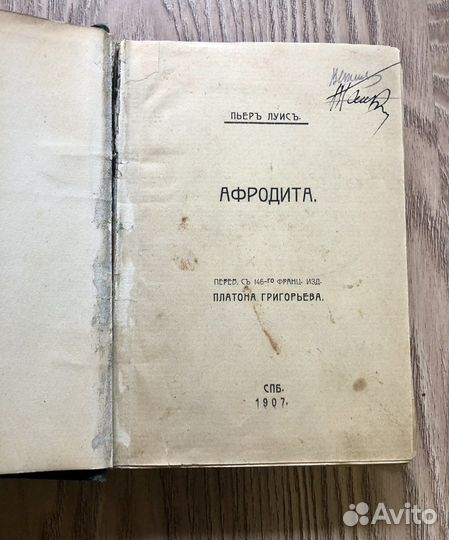 ПЬЕРЪ ЛУИСЪ.
АФРОДИТА.
ПЕРЕВ. СЪ 146-ГО ФРАНЦ. ИЗД.
ПЛАТОНА ГРИГОРЬЕВА.
СПБ.
1907.
Avito